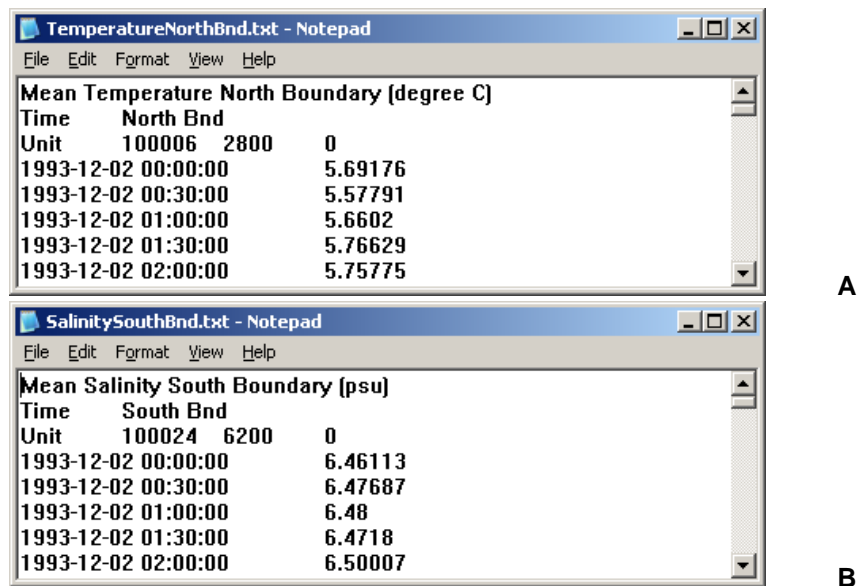 TemperatureNorthBnd.txt - Notepad
File Edit Format View Help
Mean Temperature North Boundary (degree C)
Time North Bnd
Unit 100006 2800 0
1993-12-02 00:00:00 5.69176
1993-12-02 00:30:00 5.57791
1993-12-02 01:00:00 5.6602
1993-12-02 01:30:00 5.76629
1993-12-02 02:00:00 5.75775
A
SalinitySouthBnd.txt - Notepad
File Edit Format View Help
Mean Salinity South Boundary (psu)
Time South Bnd
Unit 100024 6200 0
1993-12-02 00:00:00 6.46113
1993-12-02 00:30:00 6.47687
1993-12-02 01:00:00 6.48
1993-12-02 01:30:00 6.4718
1993-12-02 02:00:00 6.50007
B